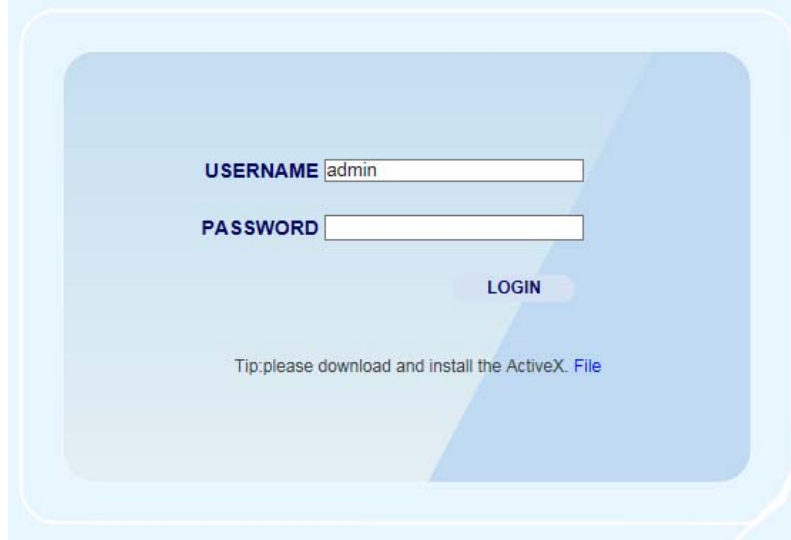 USERNAME admin
PASSWORD
LOGIN
Tip:please download and install the ActiveX. File